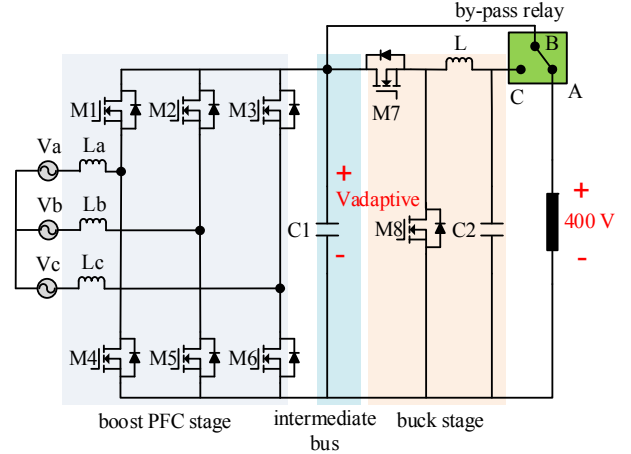 by-pass relay
B
L
A
C
M1
M2
M3
M7
Va
La
+
Vadaptive
-
Vb
Lb
C1
M8
C2
+
400 V
-
Vc
Lc
M4
M5
M6
boost PFC stage
intermediate
bus
buck stage